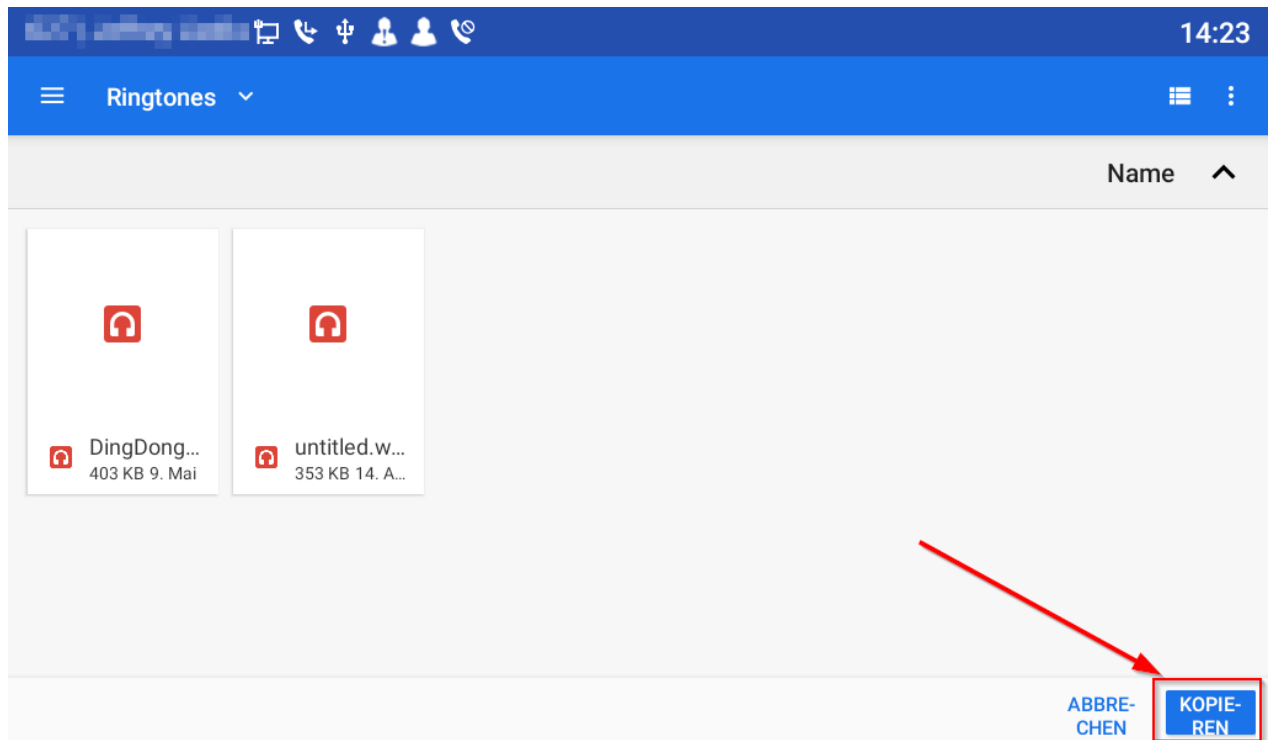 14:23
Ringtones
Name
DingDong...
403 KB 9. Mai
untitled.w...
353 KB 14. A...
ABBRE-
CHEN
KOPIE-
REN